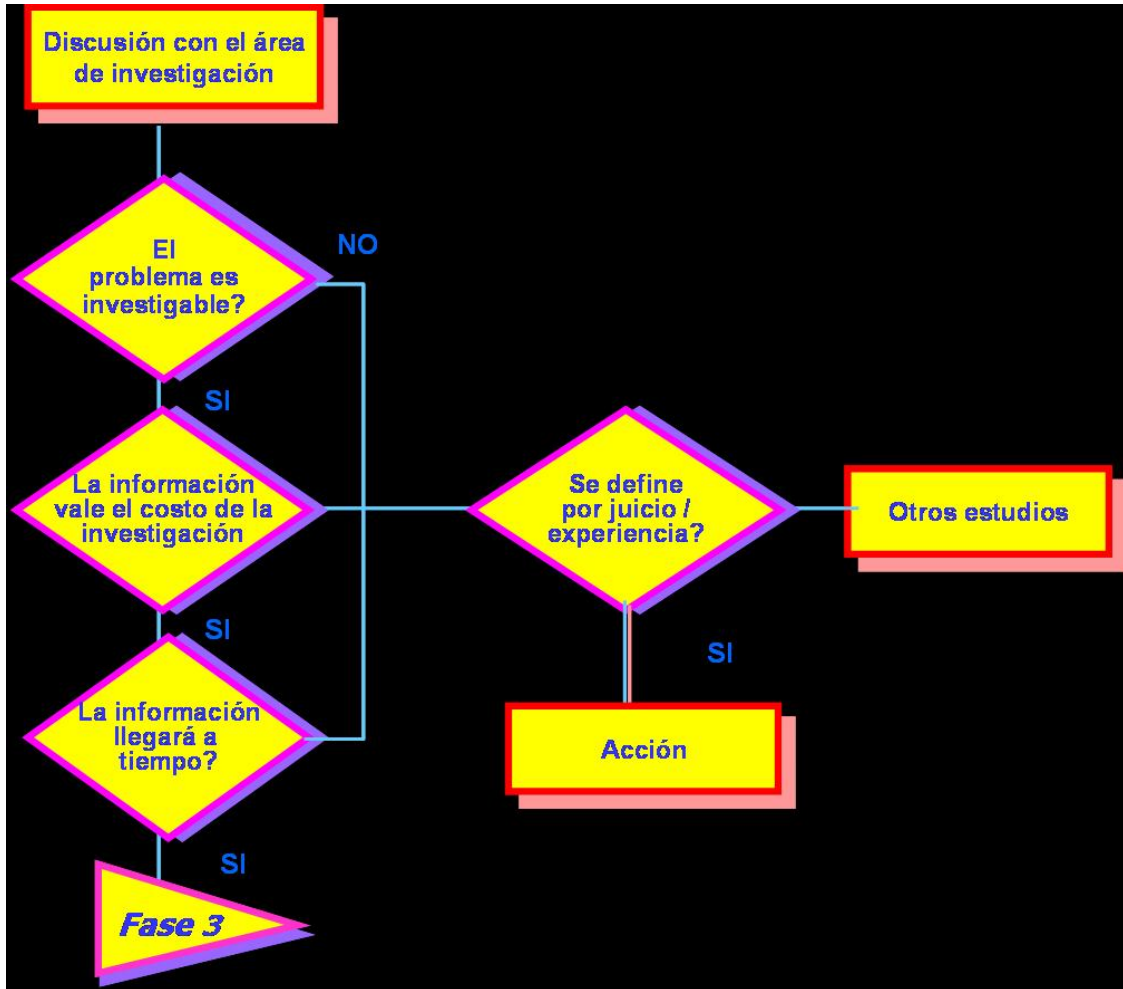 Discusión con el área
de investigación
El
problema es
investigable?
NO
SI
La información
vale el costo de la
investigación
Se define
por juicio /
experiencia?
Otros estudios
SI
La información
llegará a
tiempo?
SI
Acción
SI
Fase 3